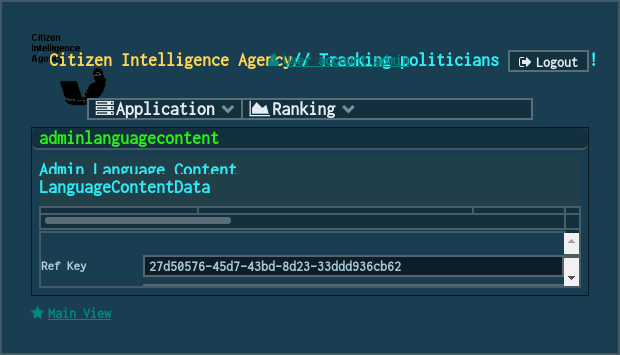 Citizen
Intelligence
Agency
Citizen Intelligence Agency// Tracking politicians !
Logout
Application Ranking
adminlanguagecontent
Admin Language Content
LanguageContentData
Ref Key 27d50576-45d7-43bd-8d23-33ddd936cb62
Main View